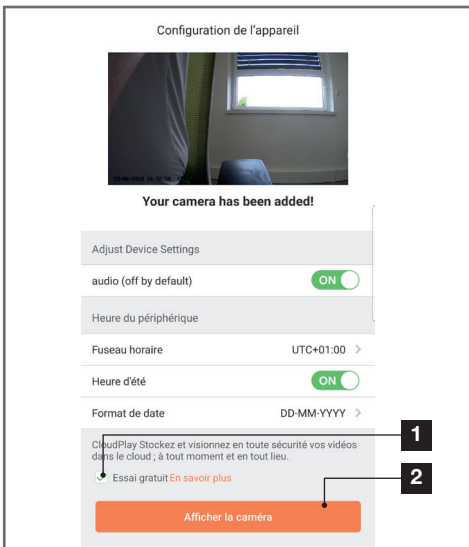 Configuration de l'appareil
Your camera has been added!
Adjust Device Settings
audio (off by default) ON
Heure du périphérique
Fuseau horaire UTC+01:00 >
Heure d'été ON
Format de date DD-MM-YYYY >
CloudPlay Stockez et visionnez en toute sécurité vos vidéos
dans le cloud ; à tout moment et en tout lieu.
1
Essai gratuit En savoir plus
2
Afficher la caméra